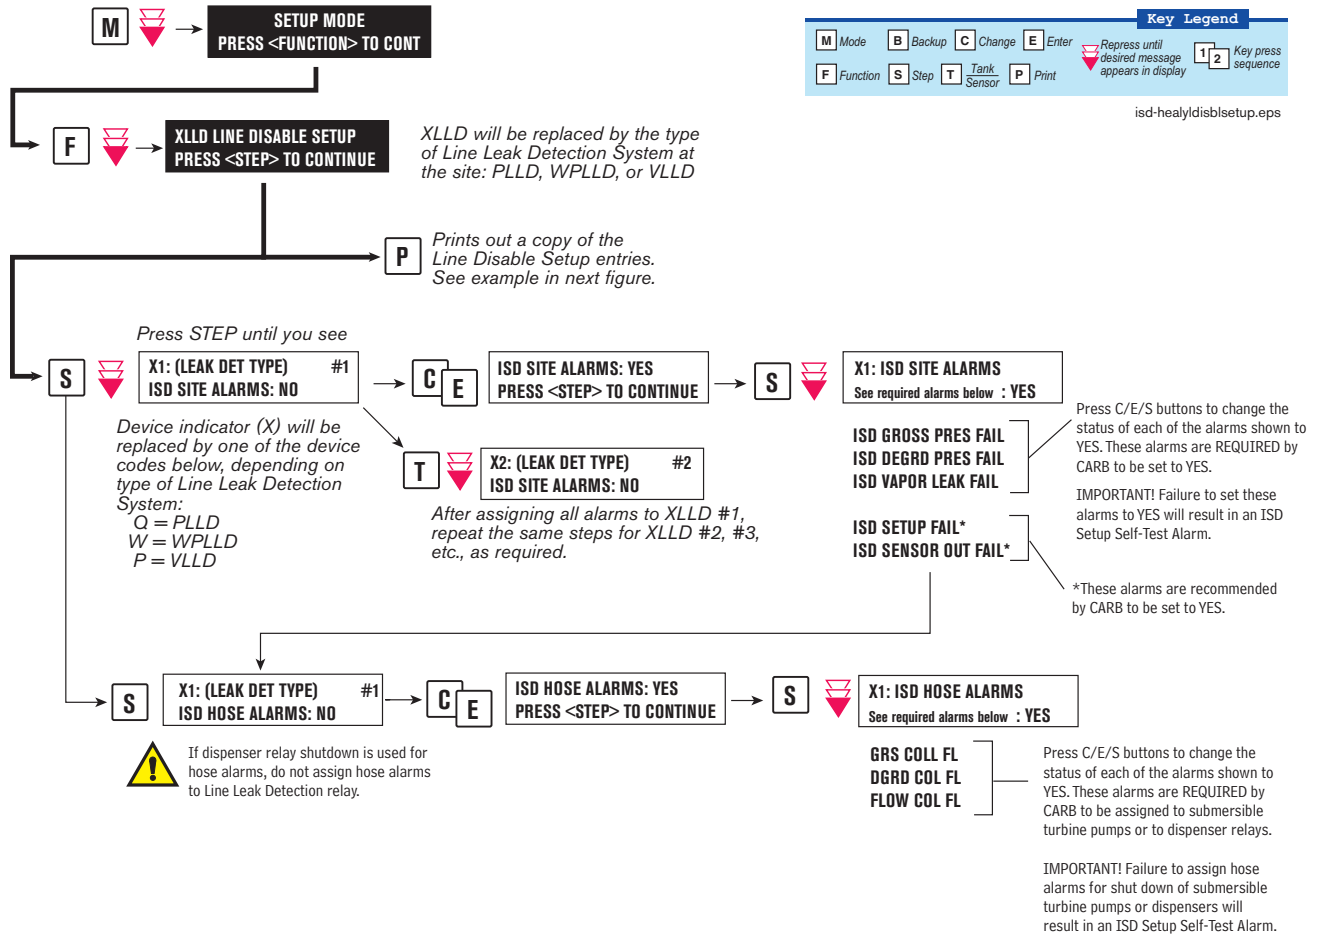 M
SETUP MODE
PRESS <FUNCTION> TO CONT
Key Legend
M Mode B Backup C Change E Enter
F Function S Step T Tank Sensor P Print
Repress until
desired message
appears in display
1 2
Key press
sequence
isd-healyldisblsetup.eps
F
XLLD LINE DISABLE SETUP
PRESS <STEP> TO CONTINUE
XLLD will be replaced by the type
of Line Leak Detection System at
the site: PLLD, WPLLD, or VLLD
P
Prints out a copy of the
Line Disable Setup entries.
See example in next figure.
Press STEP until you see
S
X1: (LEAK DET TYPE) #1
ISD SITE ALARMS: NO
C E
ISD SITE ALARMS: YES
PRESS <STEP> TO CONTINUE
S
X1: ISD SITE ALARMS
See required alarms below : YES
Device indicator (X) will be
replaced by one of the device
codes below, depending on
type of Line Leak Detection
System:
Q = PLLD
W = WPLLD
P = VLLD
T
X2: (LEAK DET TYPE) #2
ISD SITE ALARMS: NO
After assigning all alarms to XLLD #1,
repeat the same steps for XLLD #2, #3,
etc., as required.
ISD GROSS PRES FAIL
ISD DEGRD PRES FAIL
ISD VAPOR LEAK FAIL
ISD SETUP FAIL*
ISD SENSOR OUT FAIL*
Press C/E/S buttons to change the
status of each of the alarms shown to
YES. These alarms are REQUIRED by
CARB to be set to YES.
IMPORTANT! Failure to set these
alarms to YES will result in an ISD
Setup Self-Test Alarm.
*These alarms are recommended
by CARB to be set to YES.
S
X1: (LEAK DET TYPE) #1
ISD HOSE ALARMS: NO
C E
ISD HOSE ALARMS: YES
PRESS <STEP> TO CONTINUE
S
X1: ISD HOSE ALARMS
See required alarms below : YES
!
If dispenser relay shutdown is used for
hose alarms, do not assign hose alarms
to Line Leak Detection relay.
GRS COLL FL
DGRD COL FL
FLOW COL FL
Press C/E/S buttons to change the
status of each of the alarms shown to
YES. These alarms are REQUIRED by
CARB to be assigned to submersible
turbine pumps or to dispenser relays.
IMPORTANT! Failure to assign hose
alarms for shut down of submersible
turbine pumps or dispensers will
result in an ISD Setup Self-Test Alarm.